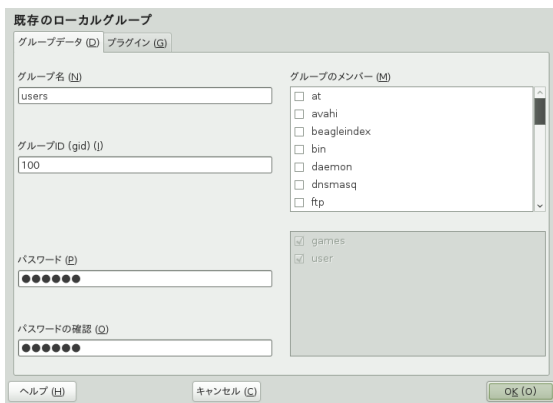 既存のローカルグループ
グループデータ (D) プラグイン (G)
グループ名 (N)
users
グループID (gid) (I)
100
パスワード (P)
●●●●●●
パスワードの確認 (O)
●●●●●●
グループのメンバー (M)
at
avahi
beagleindex
bin
daemon
dnsmasq
ftp
games
user
ヘルプ (H) キャンセル (C) OK (O)